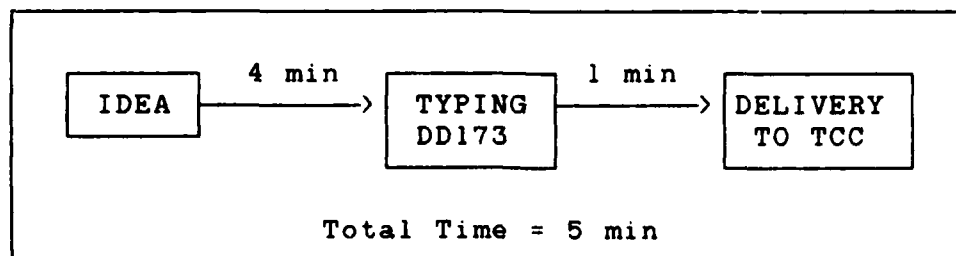 4 min
1 min
IDEA
TYPING
DD173
DELIVERY
TO TCC
Total Time = 5 min